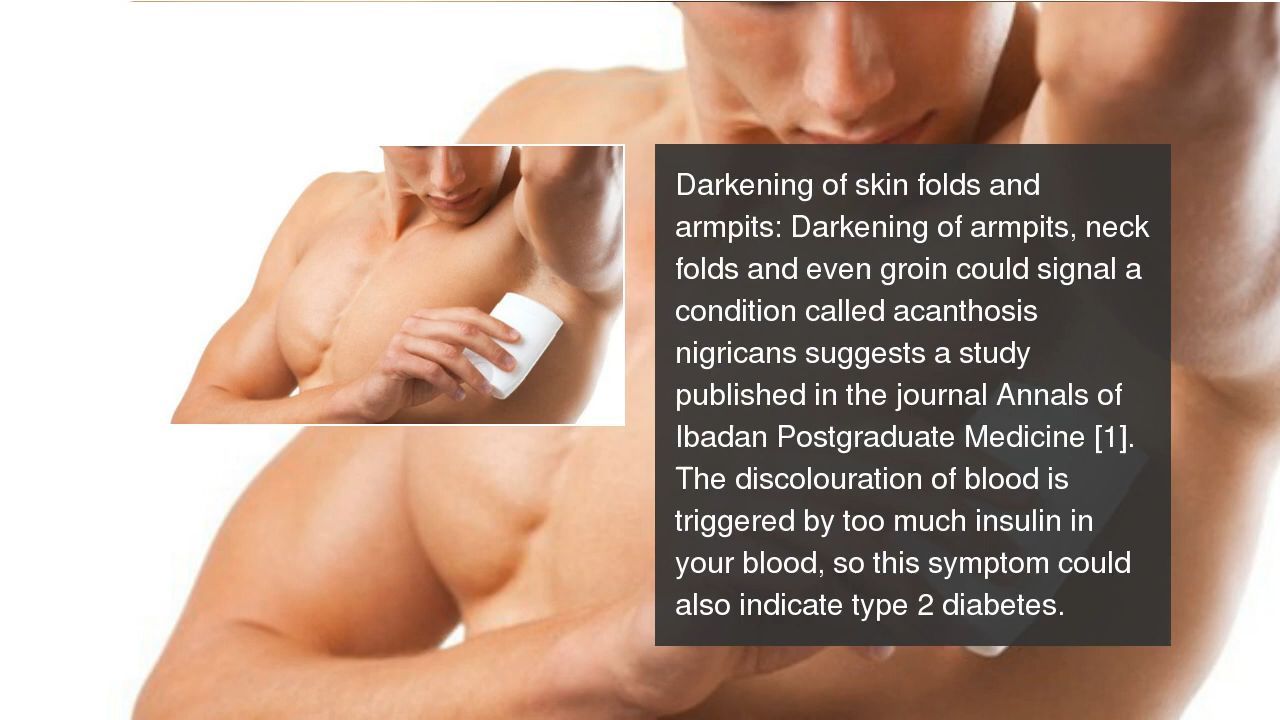 Darkening of skin folds and
armpits: Darkening of armpits, neck
folds and even groin could signal a
condition called acanthosis
nigricans suggests a study
published in the journal Annals of
Ibadan Postgraduate Medicine [1].
The discolouration of blood is
triggered by too much insulin in
your blood, so this symptom could
also indicate type 2 diabetes.